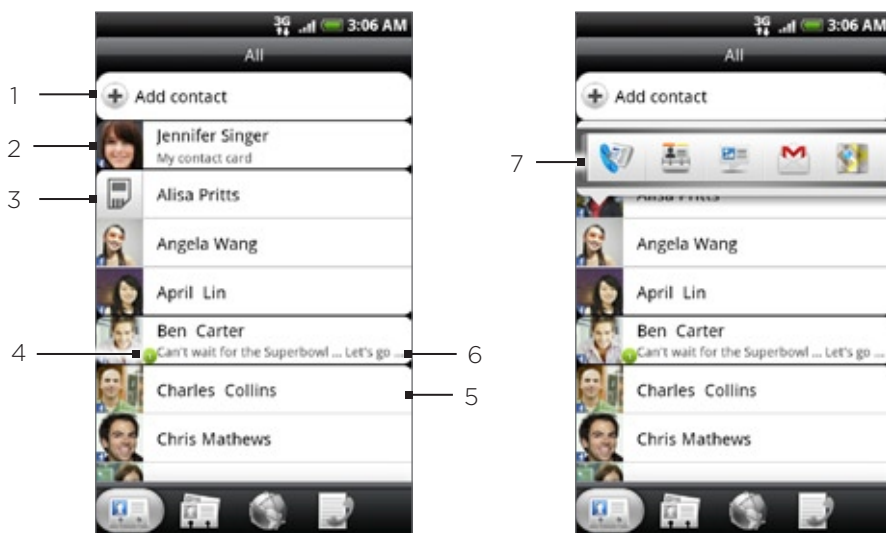 3G 3:06 AM
All
1
Add contact
2
Jennifer Singer
My contact card
3
Alisa Pritts
Angela Wang
April Lin
Ben Carter
4
Can't wait for the Superbowl ... Let's go ...
6
Charles Collins
5
Chris Mathews
3G 3:06 AM
All
Add contact
7
Alisa Pritts
Angela Wang
April Lin
Ben Carter
Can't wait for the Superbowl ... Let's go ...
Charles Collins
Chris Mathews